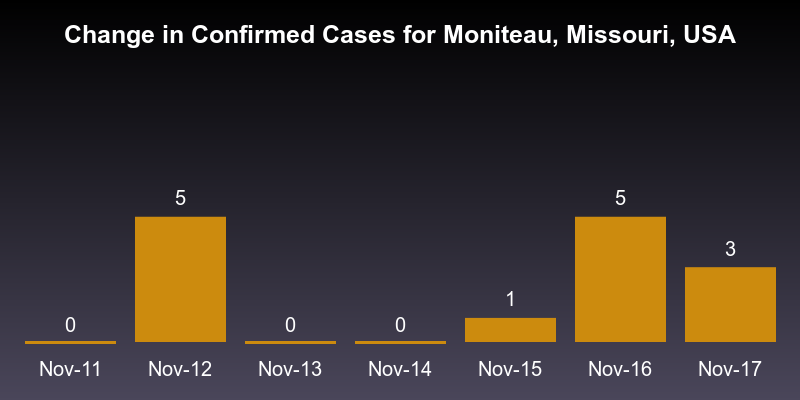 Change in Confirmed Cases for Moniteau, Missouri, USA
0
5
0
0
1
5
3
Nov-11
Nov-12
Nov-13
Nov-14
Nov-15
Nov-16
Nov-17